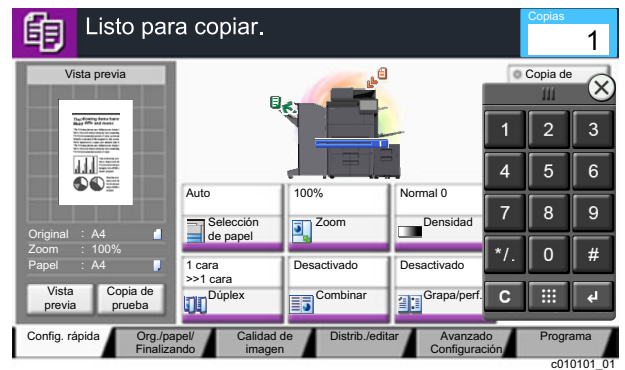 Listo para copiar.
Copias
1
Vista previa
Original : A4
Zoom : 100%
Papel : A4
Vista
previa
Copia de
prueba
Copia de
Auto
Selección
de papel
100%
Zoom
Normal 0
Densidad
1 cara
>>1 cara
Dúplex
Desactivado
Combinar
Desactivado
Grapa/perf.
1 2 3
4 5 6
7 8 9
*/. 0 #
C
Config. rápida
Org./papel/
Finalizando
Calidad de
imagen
Distrib./editar
Avanzado
Configuración
Programa
c010101_01